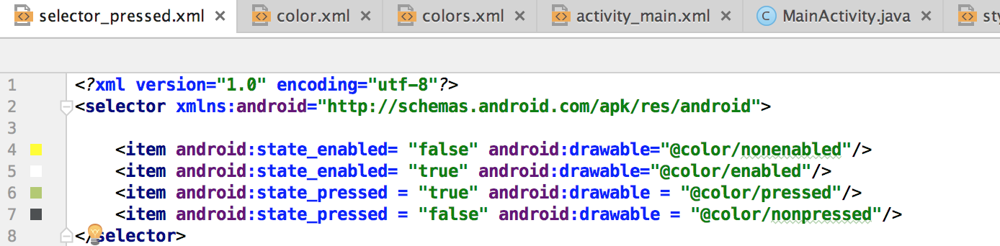 selector_pressed.xml color.xml colors.xml activity_main.xml MainActivity.java sty
1 <?xml version="1.0" encoding="utf-8"?>
2 <selector xmlns:android="http://schemas.android.com/apk/res/android">
3
4 <item android:state_enabled= "false" android:drawable="@color/nonenabled"/>
5 <item android:state_enabled= "true" android:drawable="@color/enabled"/>
6 <item android:state_pressed = "true" android:drawable = "@color/pressed"/>
7 <item android:state_pressed = "false" android:drawable = "@color/nonpressed"/>
8 </selector>